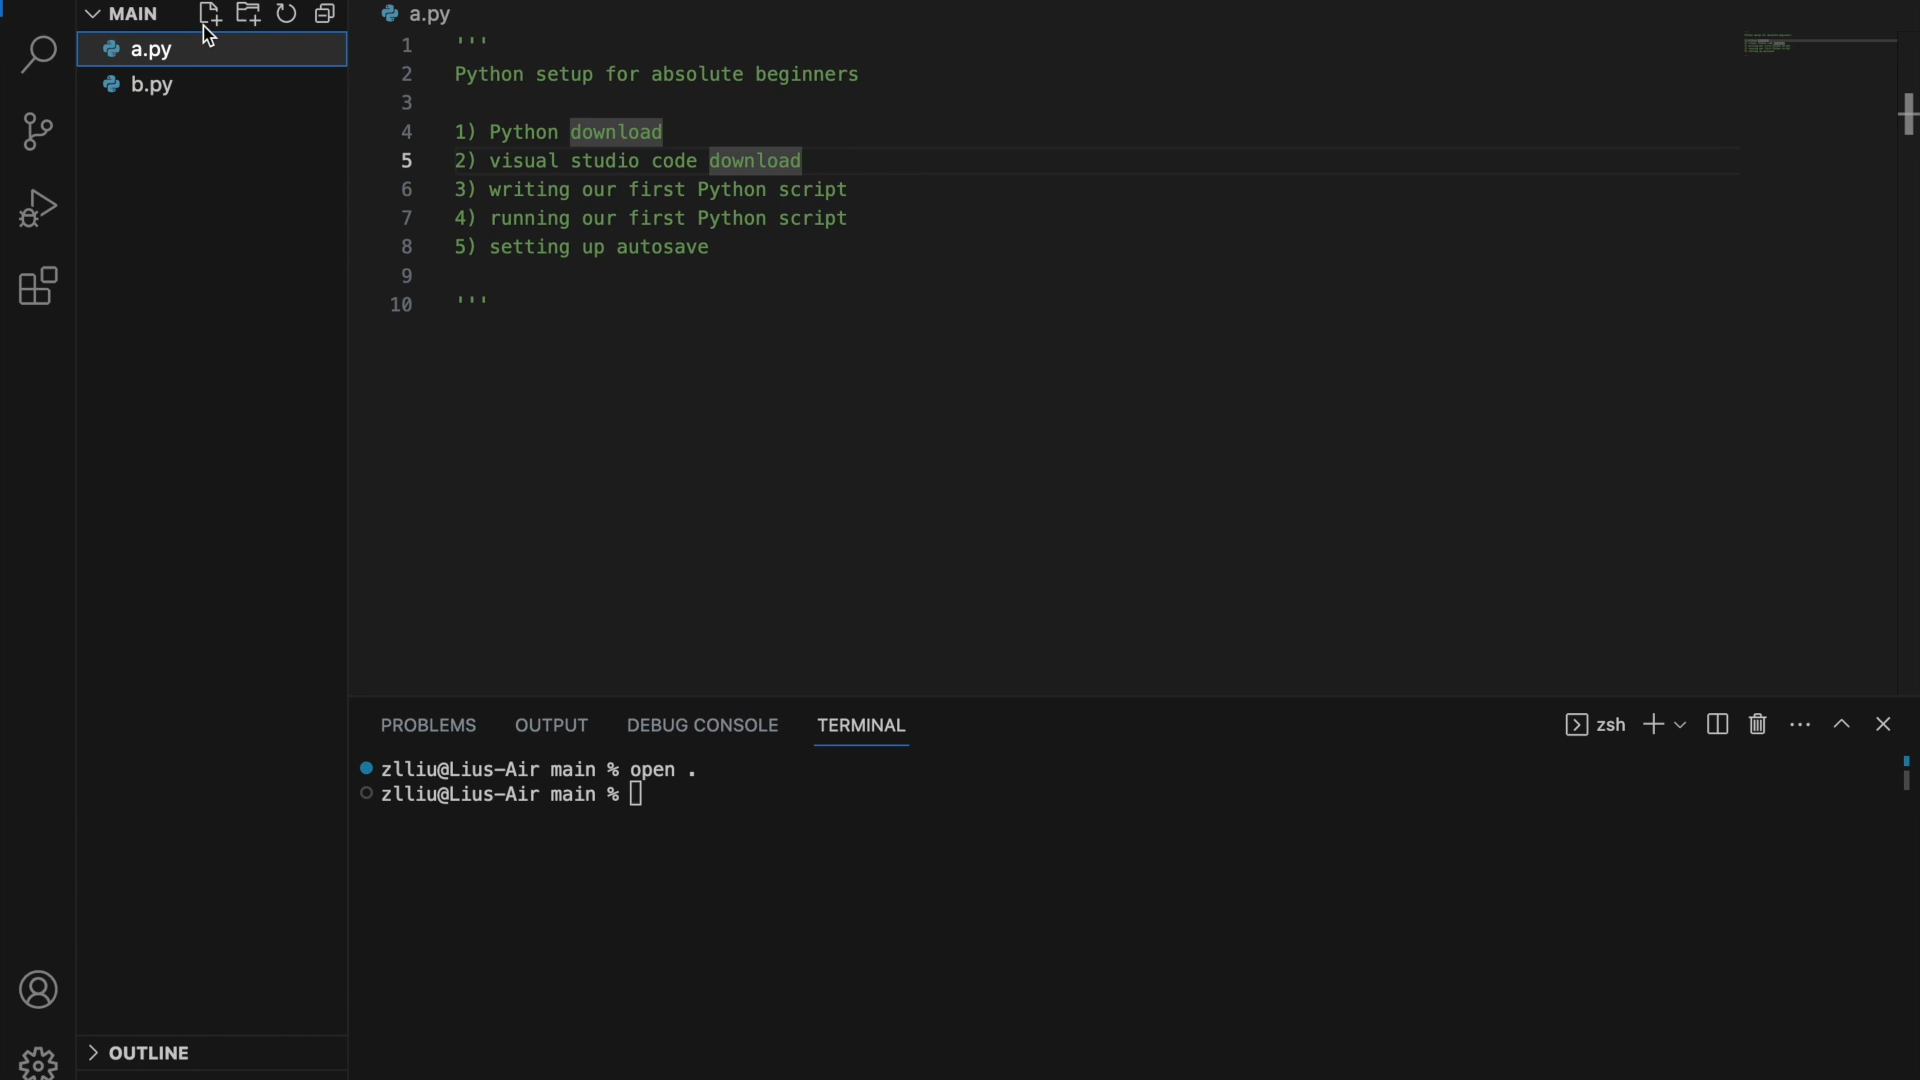 MAIN
a.py
b.py
OUTLINE
a.py
1 '''
2 Python setup for absolute beginners
3
4 1) Python download
5 2) visual studio code download
6 3) writing our first Python script
7 4) running our first Python script
8 5) setting up autosave
9
10 '''
PROBLEMS OUTPUT DEBUG CONSOLE TERMINAL zsh
zlliu@Lius-Air main % open .
zlliu@Lius-Air main %